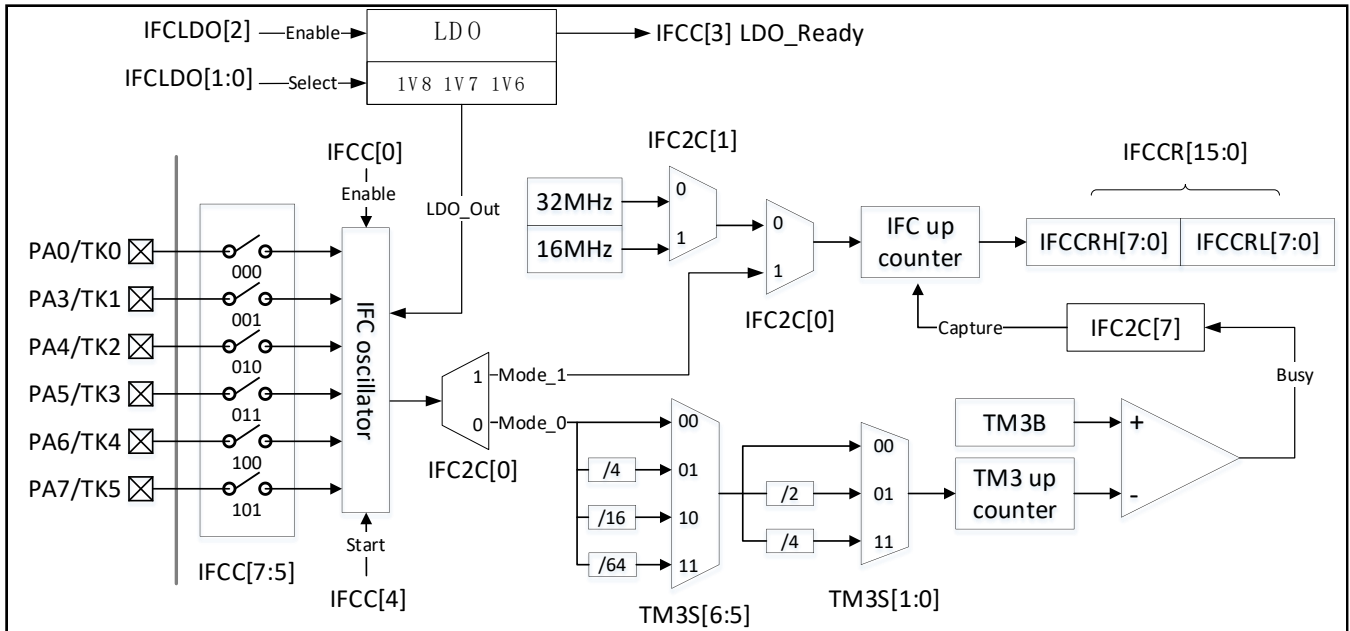 IFCLDO[2]
Enable
LDO
IFCC[3] LDO_Ready
IFCLDO[1:0]
Select
1V8 1V7 1V6
IFCC[0]
Enable
LDO_Out
IFC2C[1]
IFCCR[15:0]
32MHz
16MHz
0
1
0
1
IFC2C[0]
IFC up
counter
IFCCRH[7:0]
IFCCRL[7:0]
PA0/TK0
000
PA3/TK1
001
PA4/TK2
010
PA5/TK3
011
PA6/TK4
100
PA7/TK5
101
IFCC[7:5]
IFC oscillator
Start
IFCC[4]
1
0
Mode_1
Mode_0
IFC2C[0]
Capture
IFC2C[7]
Busy
/4
/16
/64
00
01
10
11
TM3S[6:5]
/2
/4
00
01
11
TM3S[1:0]
TM3B
TM3 up
counter
+
-